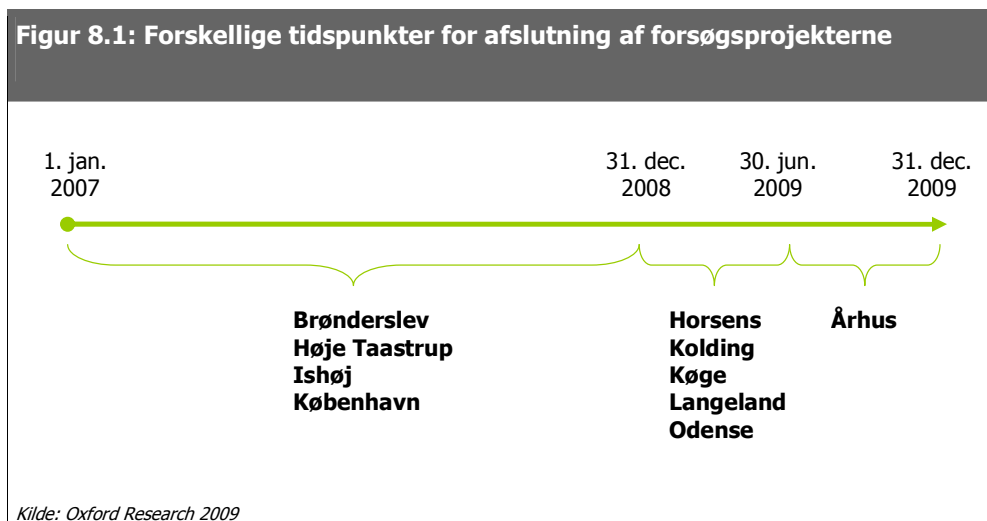 Figur 8.1: Forskellige tidspunkter for afslutning af forsøgsprojekterne
1. jan.
2007
31. dec.
2008
30. jun.
2009
31. dec.
2009
Brønderslev
Høje Taastrup
Ishøj
København
Horsens
Kolding
Køge
Langeland
Odense
Århus
Kilde: Oxford Research 2009